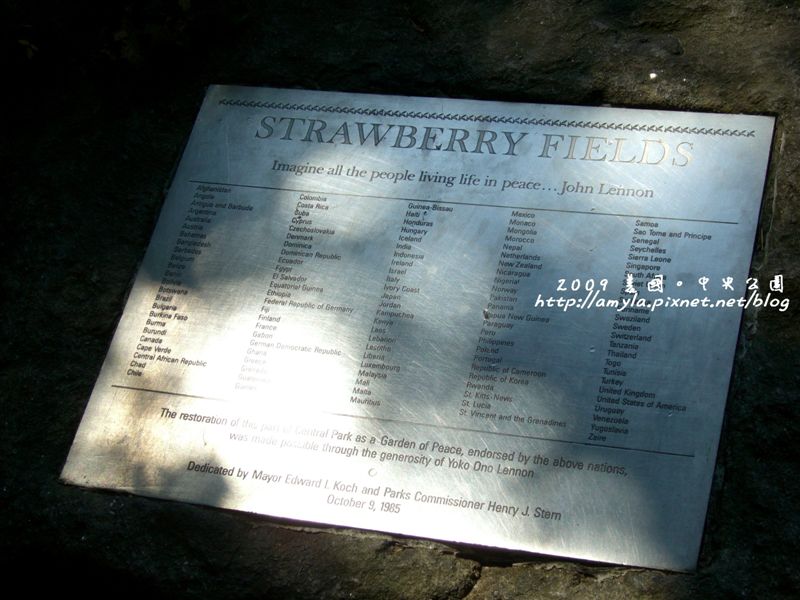 STRAWBERRY FIELDS
Imagine all the people living life in peace... John Lennon
Afghanistan
Angola
Antigua and Barbuda
Argentina
Australia
Austria
Bahamas
Bangladesh
Barbados
Belgium
Belize
Benin
Bolivia
Botswana
Brazil
Bulgaria
Burkina Faso
Burma
Burundi
Canada
Cape Verde
Central African Republic
Chad
Chile
Colombia
Costa Rica
Cuba
Cyprus
Czechoslovakia
Denmark
Dominica
Dominican Republic
Ecuador
Egypt
El Salvador
Equatorial Guinea
Ethiopia
Federal Republic of Germany
Fiji
Finland
France
Gabon
German Democratic Republic
Ghana
Greece
Grenada
Guatemala
Guinea
Guinea-Bissau
Haiti
Honduras
Hungary
Iceland
India
Indonesia
Ireland
Israel
Italy
Ivory Coast
Japan
Jordan
Kampuchea
Kenya
Laos
Lebanon
Lesotho
Liberia
Luxembourg
Malaysia
Mali
Malta
Mauritius
Mexico
Monaco
Mongolia
Morocco
Nepal
Netherlands
New Zealand
Nicaragua
Nigeria
Norway
Pakistan
Panama
Papua New Guinea
Paraguay
Peru
Philippines
Poland
Portugal
Republic of Cameroon
Republic of Korea
Rwanda
St. Kitts-Nevis
St. Lucia
St. Vincent and the Grenadines
Samoa
Sao Tome and Principe
Senegal
Seychelles
Sierra Leone
Singapore
Swaziland
Sweden
Switzerland
Tanzania
Thailand
Togo
Tunisia
Turkey
United Kingdom
United States of America
Uruguay
Venezuela
Yugoslavia
Zaire
The restoration of this part of Central Park as a Garden of Peace, endorsed by the above nations,
was made possible through the generosity of Yoko Ono Lennon
Dedicated by Mayor Edward I. Koch and Parks Commissioner Henry J. Stern
October 9, 1985
2009 美國。中央公園
http://amyla.pixnet.net/blog